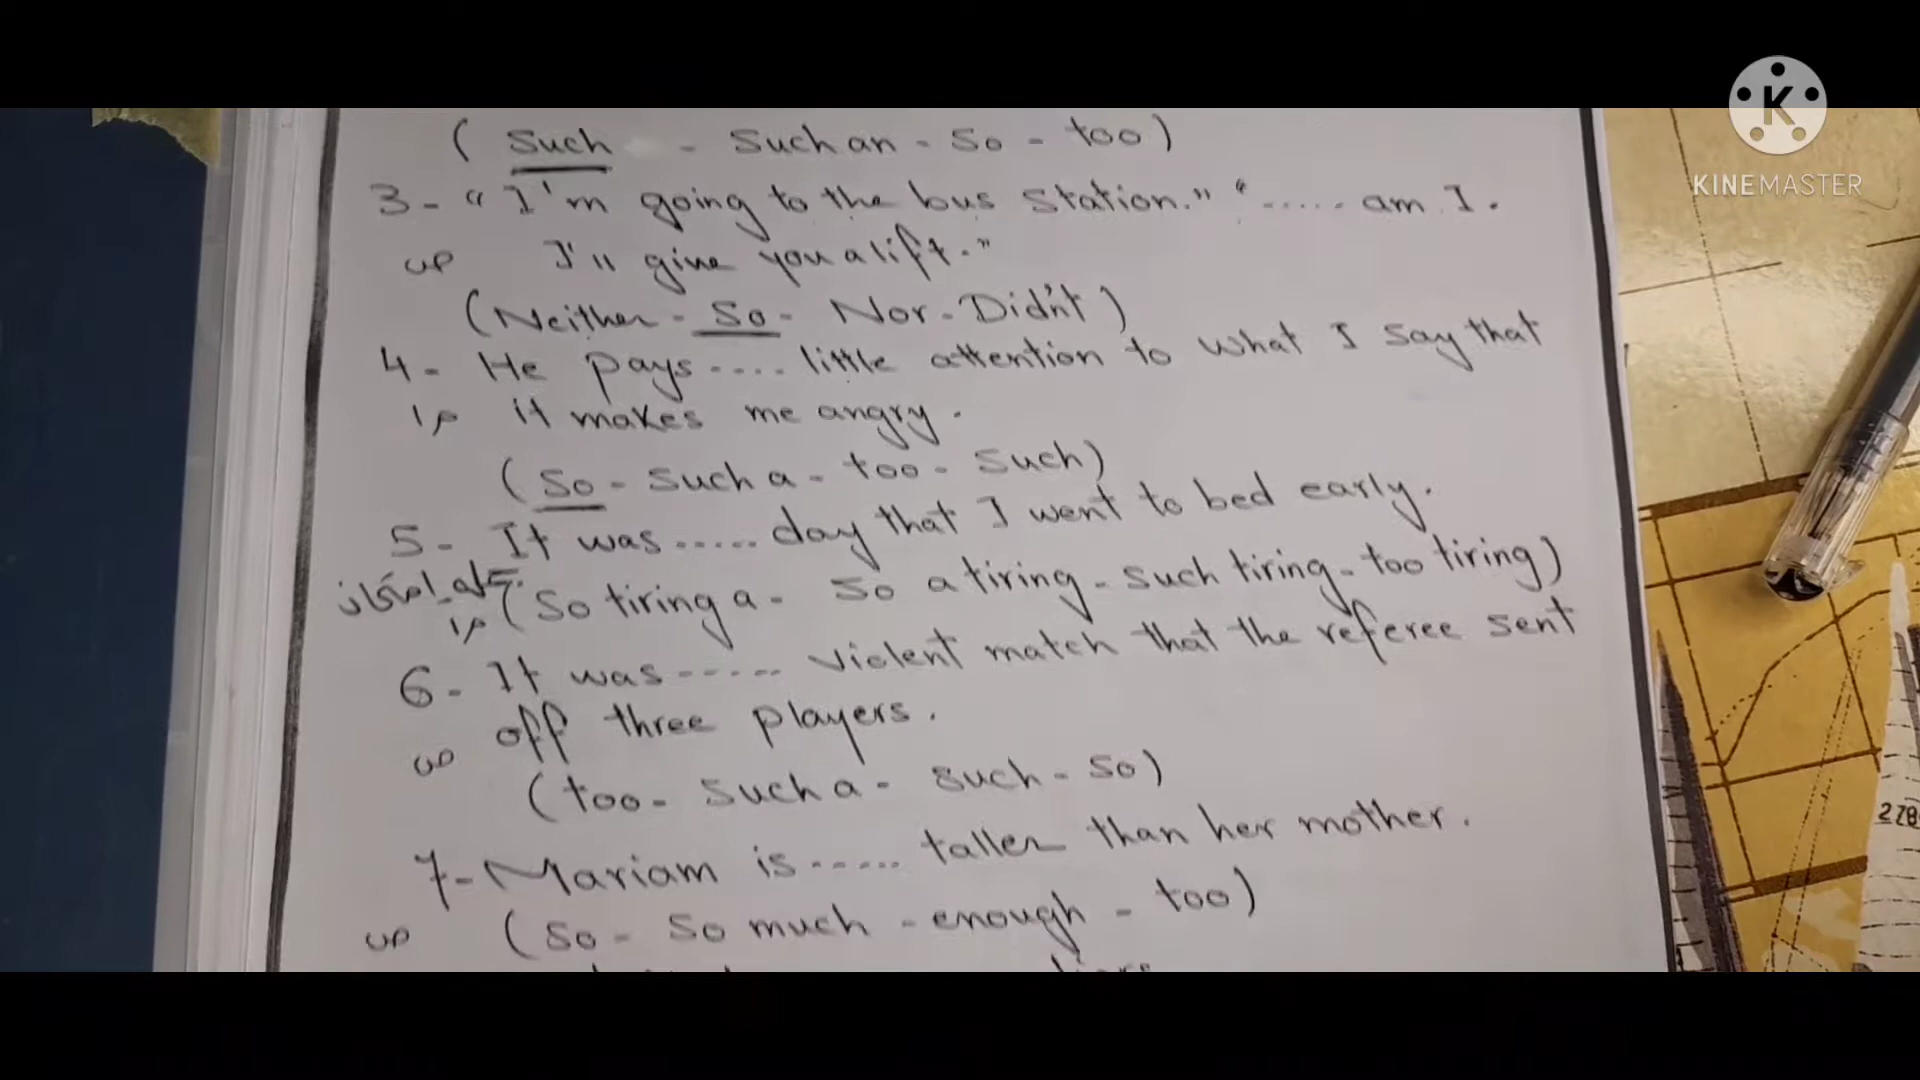 (Such - Such an - So - too)
3- "I'm going to the bus station." "..... am I.
I'll give you a lift."
(Neither - So - Nor - Didn't)
4- He pays .... little attention to what I say that
it makes me angry.
(So - such a - too - such)
5- It was ..... day that I went to bed early.
(So tiring a - so a tiring - such tiring - too tiring)
6- It was ..... violent match that the referee sent
off three players.
(too - such a - such - so)
7- Mariam is ..... taller than her mother.
(so - so much - enough - too)
KINEMASTER
278